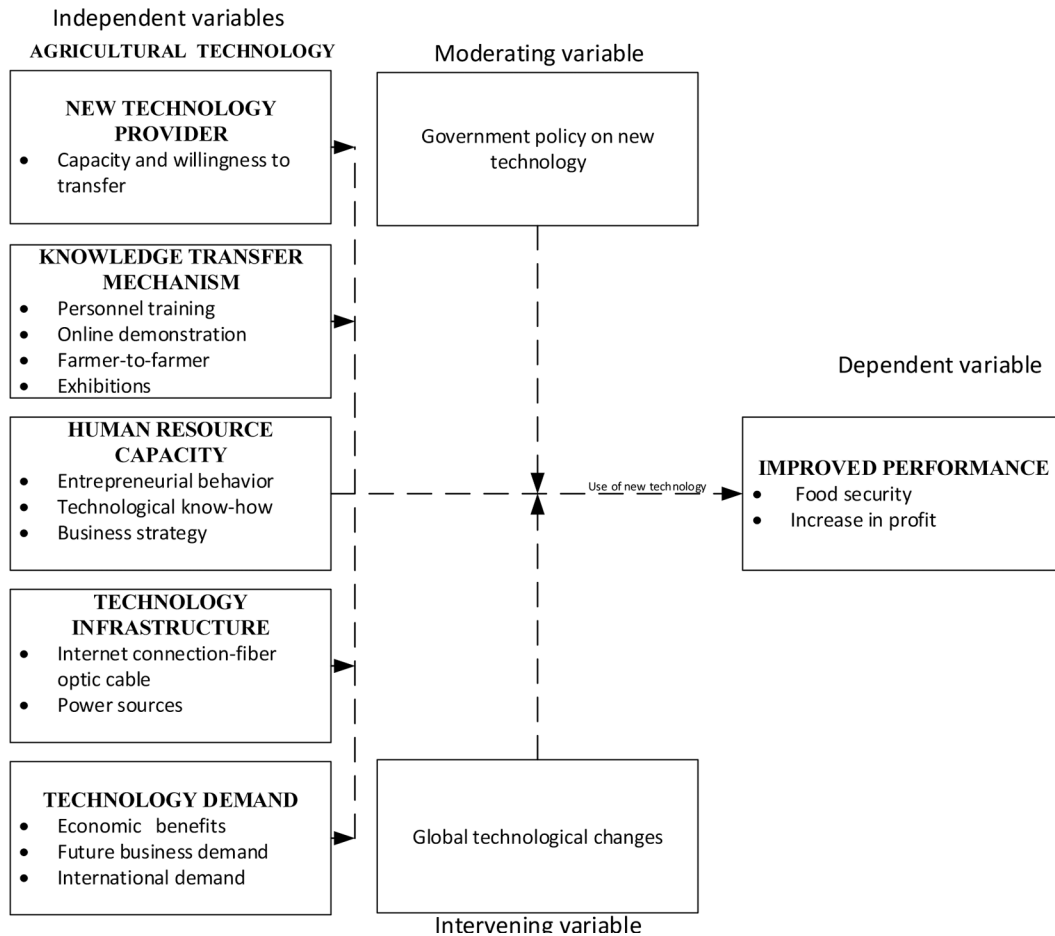 Independent variables
AGRICULTURAL TECHNOLOGY
NEW TECHNOLOGY
PROVIDER
• Capacity and willingness to
transfer
KNOWLEDGE TRANSFER
MECHANISM
• Personnel training
• Online demonstration
• Farmer-to-farmer
• Exhibitions
HUMAN RESOURCE
CAPACITY
• Entrepreneurial behavior
• Technological know-how
• Business strategy
TECHNOLOGY
INFRASTRUCTURE
• Internet connection-fiber
optic cable
• Power sources
TECHNOLOGY DEMAND
• Economic benefits
• Future business demand
• International demand
Moderating variable
Government policy on new
technology
Use of new technology
Global technological changes
Intervening variable
Dependent variable
IMPROVED PERFORMANCE
• Food security
• Increase in profit